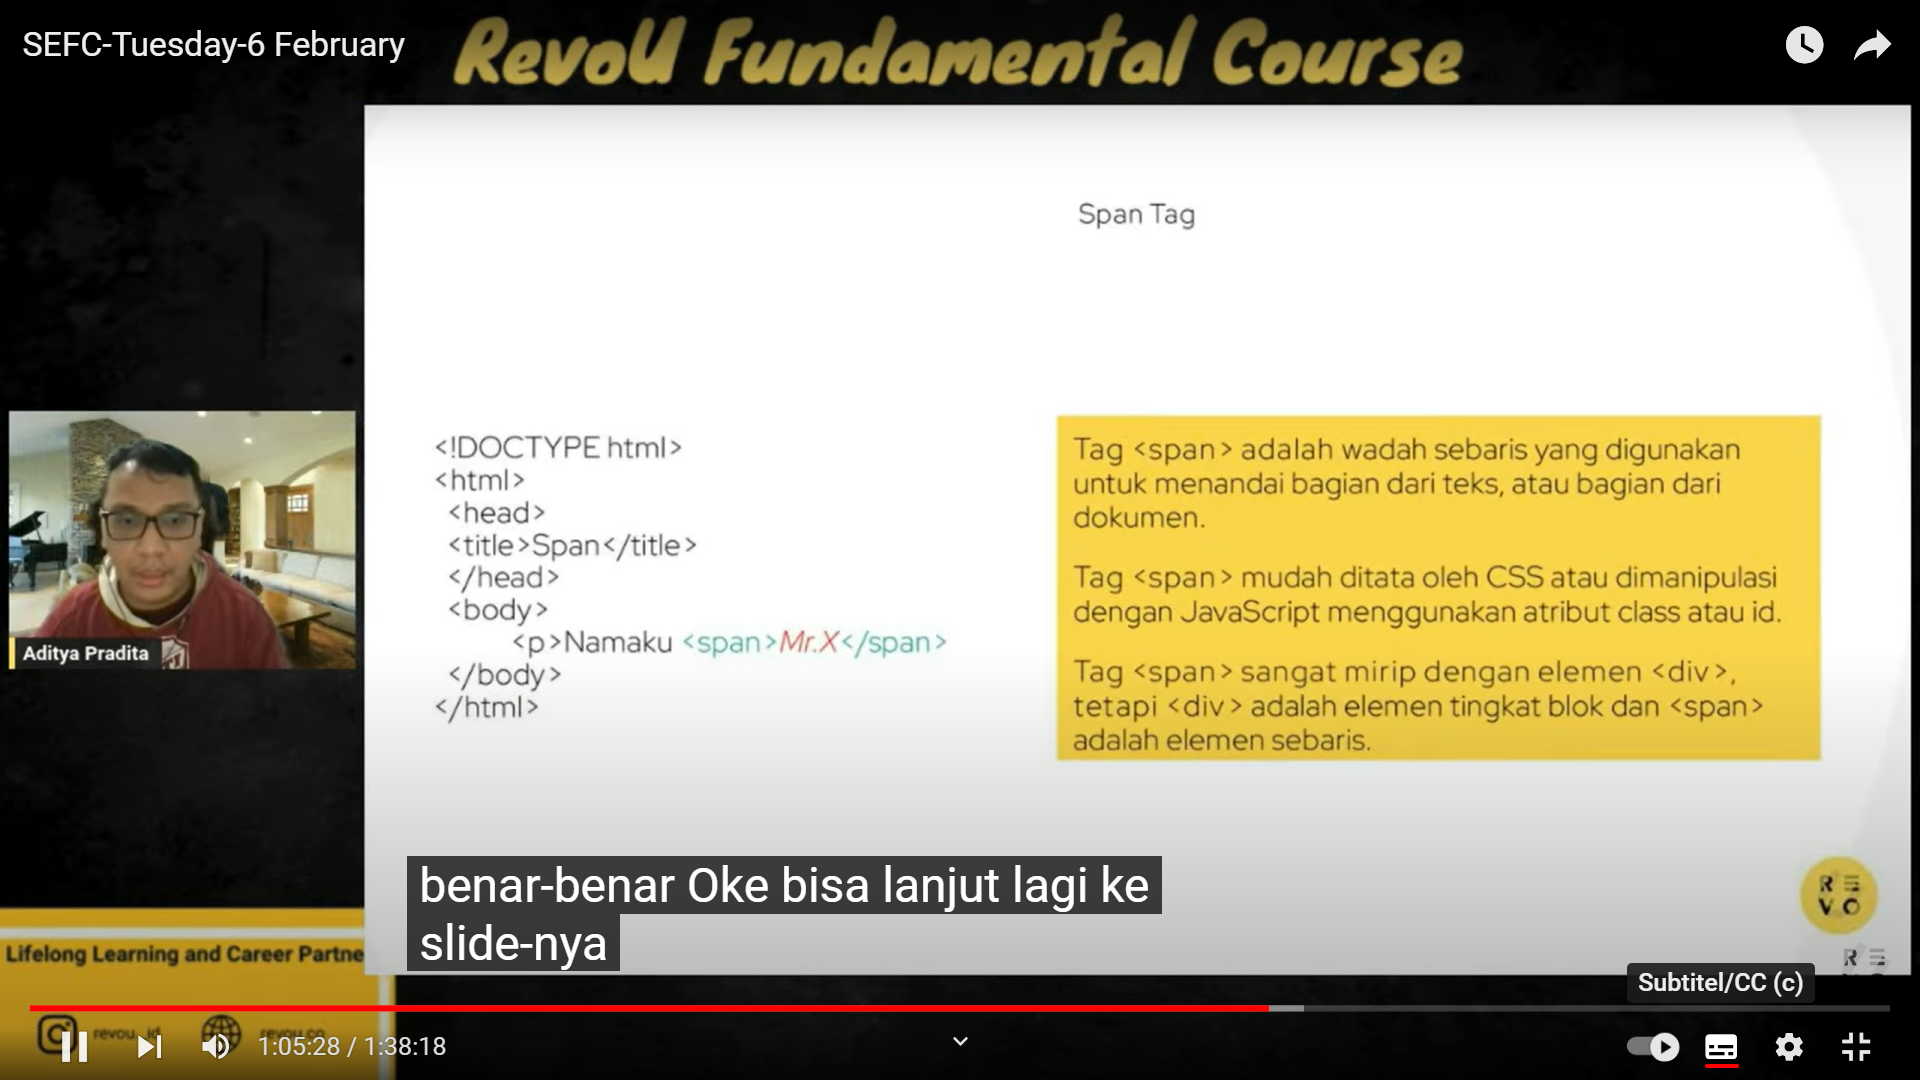 SEFC-Tuesday-6 February
RevoU Fundamental Course
Span Tag
<!DOCTYPE html>
<html>
<head>
<title>Span</title>
</head>
<body>
<p>Namaku <span>Mr.X</span>
</body>
</html>
Tag <span> adalah wadah sebaris yang digunakan
untuk menandai bagian dari teks, atau bagian dari
dokumen.
Tag <span> mudah ditata oleh CSS atau dimanipulasi
dengan JavaScript menggunakan atribut class atau id.
Tag <span> sangat mirip dengan elemen <div>,
tetapi <div> adalah elemen tingkat blok dan <span>
adalah elemen sebaris.
Aditya Pradita
benar-benar Oke bisa lanjut lagi ke
slide-nya
R E
V O
R E
Lifelong Learning and Career Partne
Subtitel/CC (c)
revou_id
revou.co
1:05:28 / 1:38:18